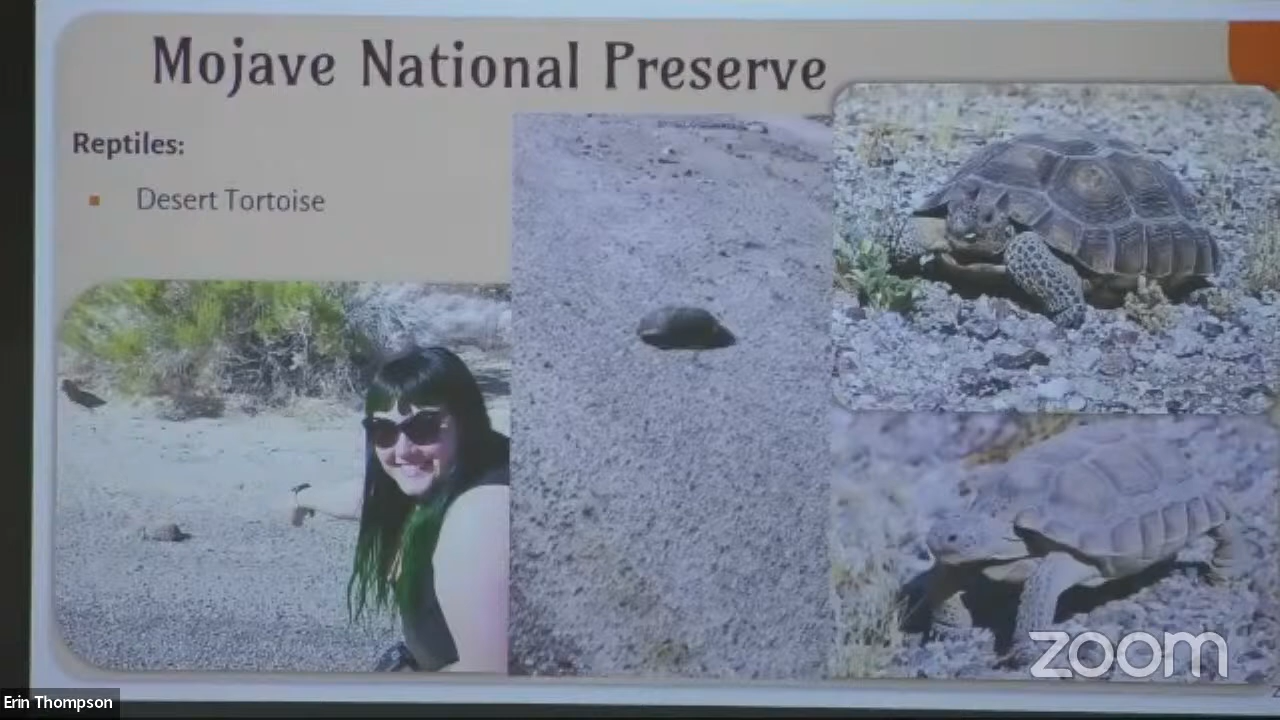 Mojave National Preserve
Reptiles:
Desert Tortoise
zoom
Erin Thompson